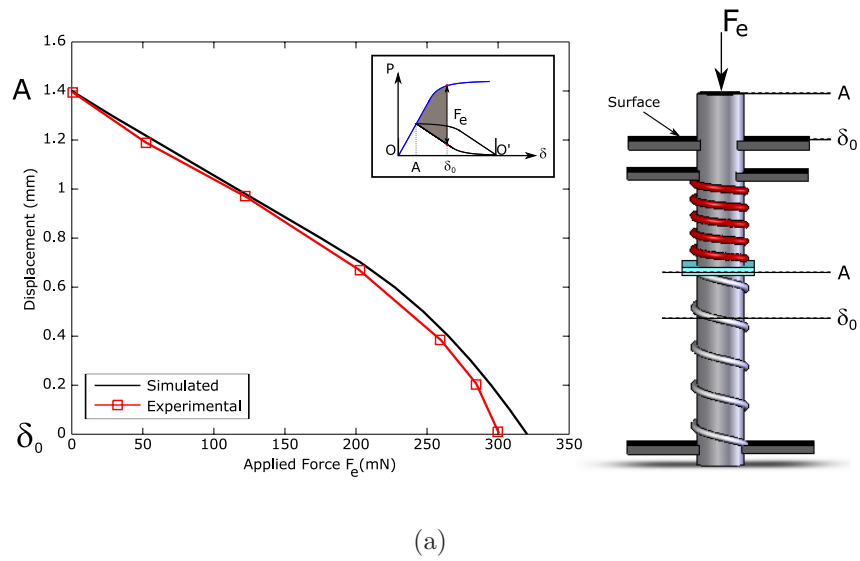 A
δ₀
Displacement (mm)
1.6
1.4
1.2
1
0.8
0.6
0.4
0.2
0
0
50
100
150
200
250
300
350
Applied Force Fₑ(mN)
Simulated
Experimental
P
Fₑ
O
O'
δ
A
δ₀
Fₑ
Surface
A
δ₀
A
δ₀
(a)